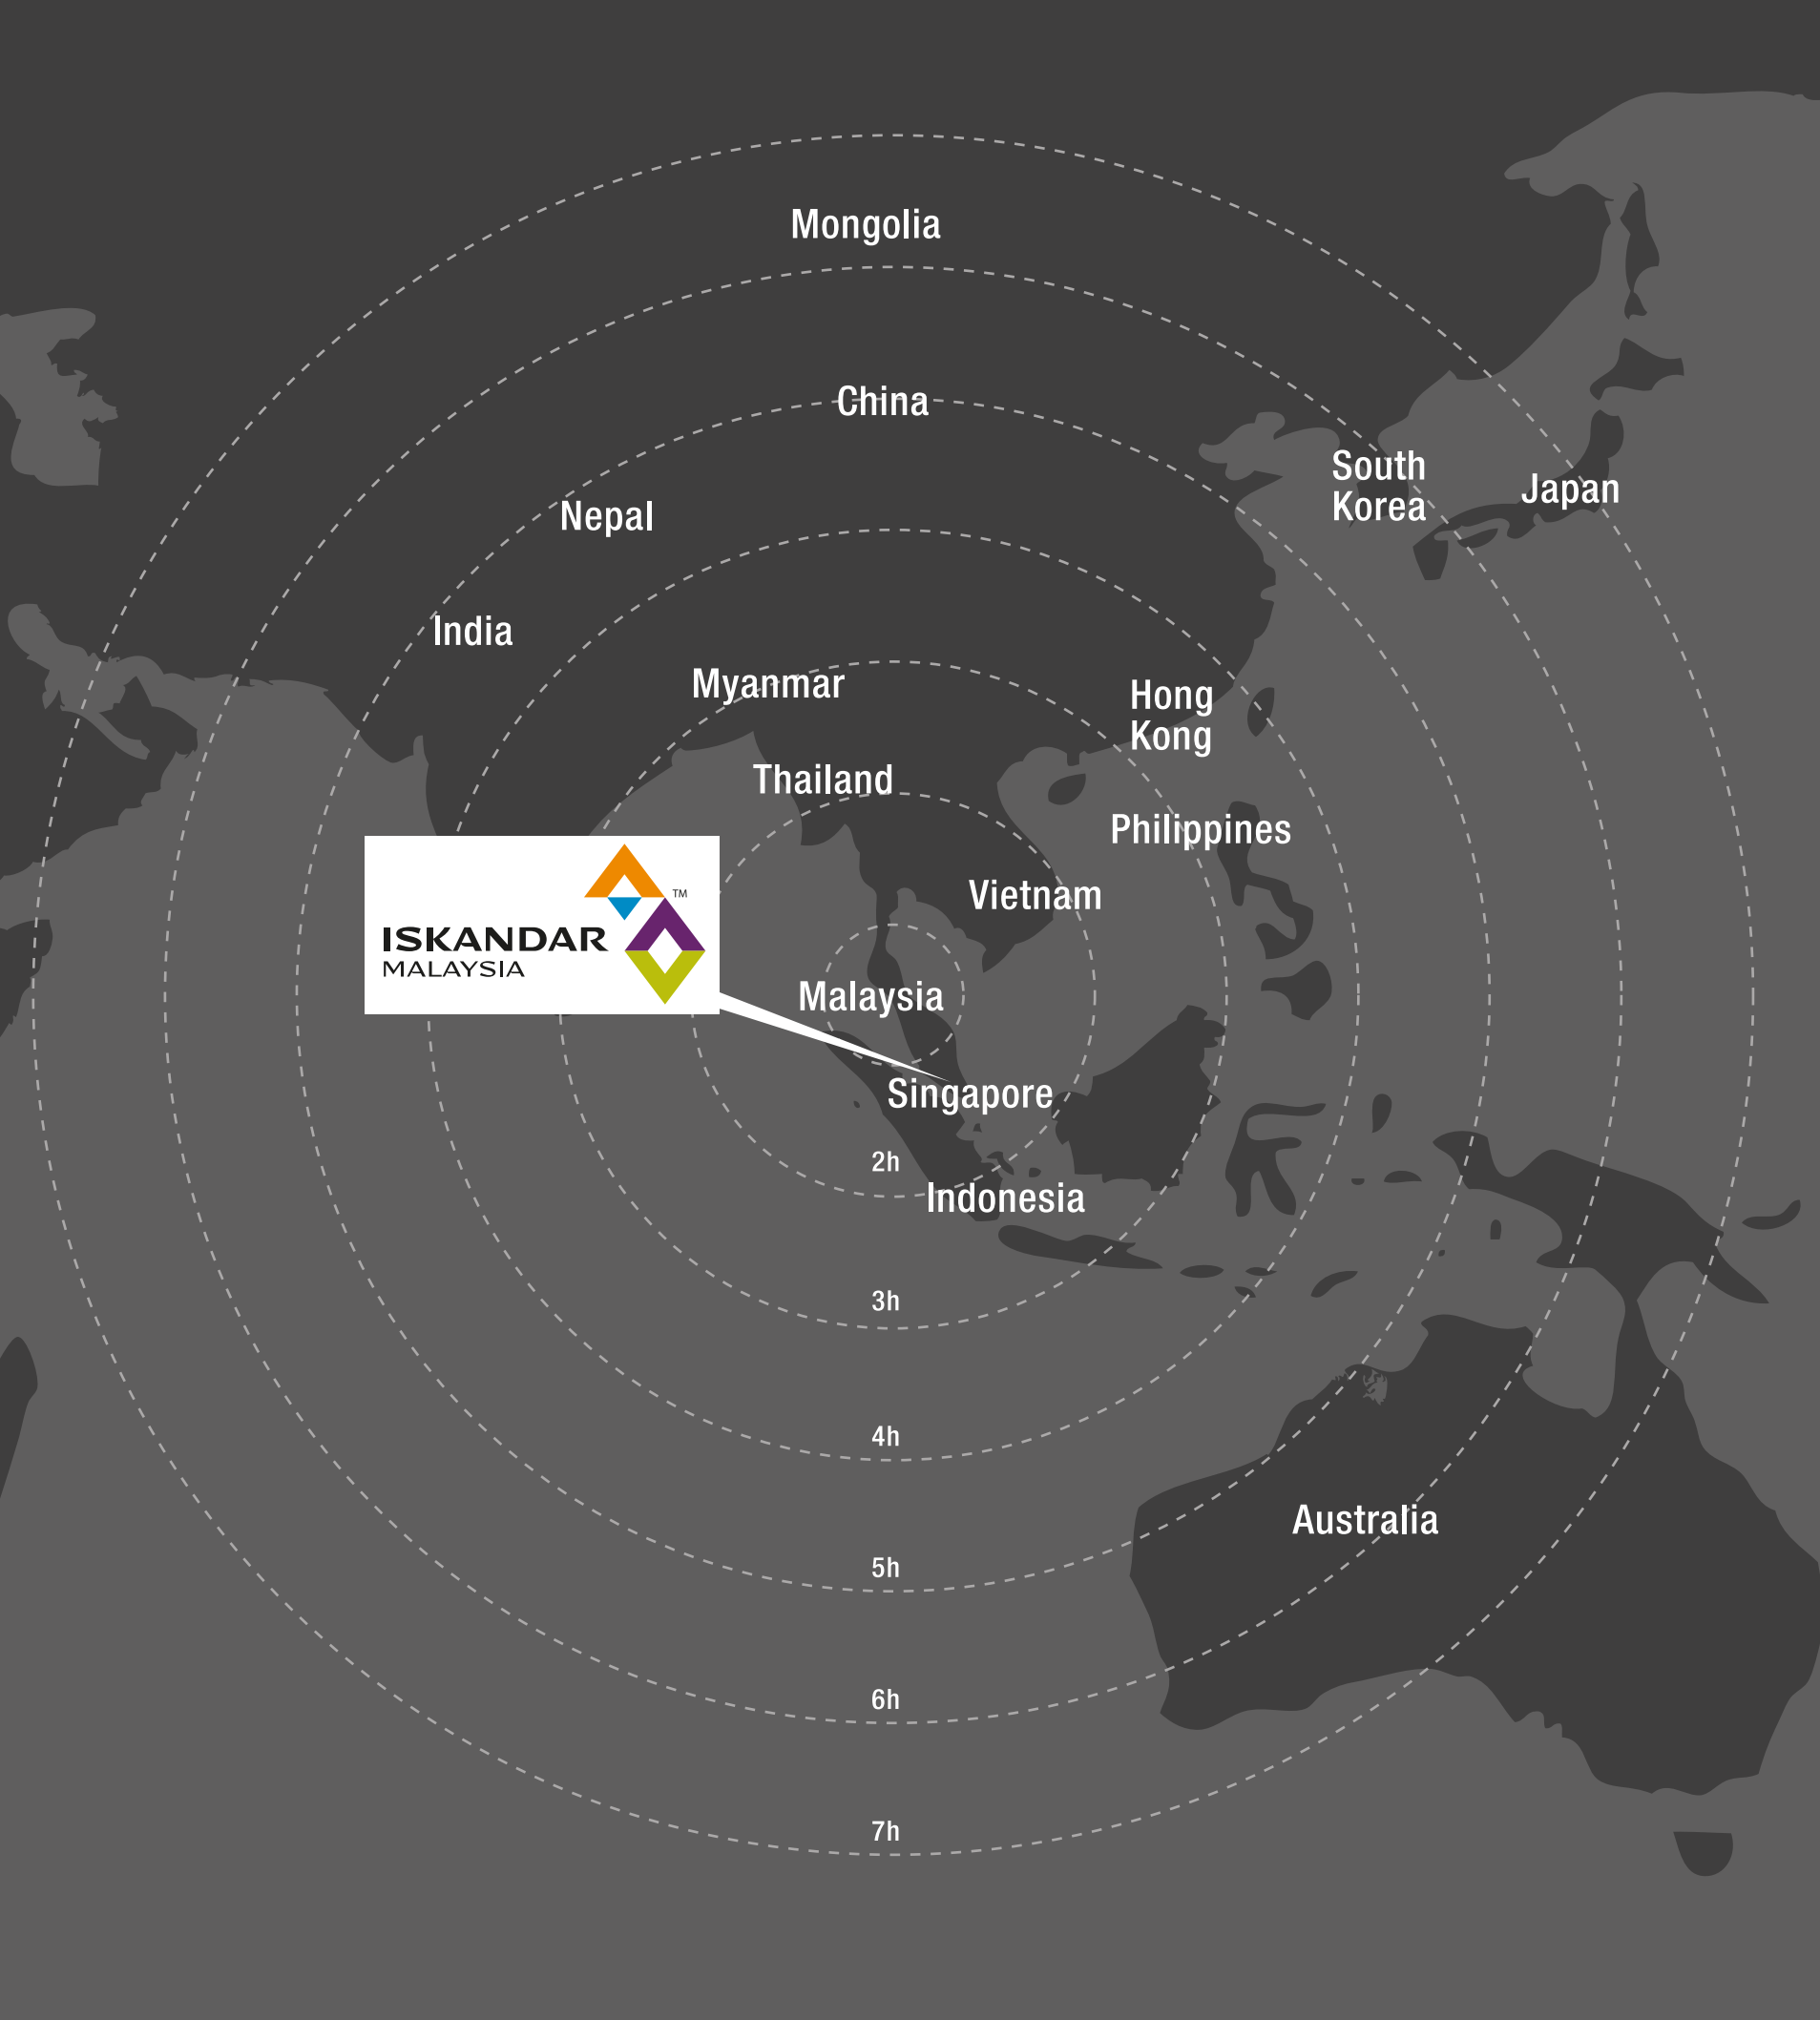 Mongolia
China
South
Korea
Japan
Nepal
India
Myanmar
Hong
Kong
Thailand
Philippines
Vietnam
TM
ISKANDAR
MALAYSIA
Malaysia
Singapore
2h
Indonesia
3h
4h
Australia
5h
6h
7h